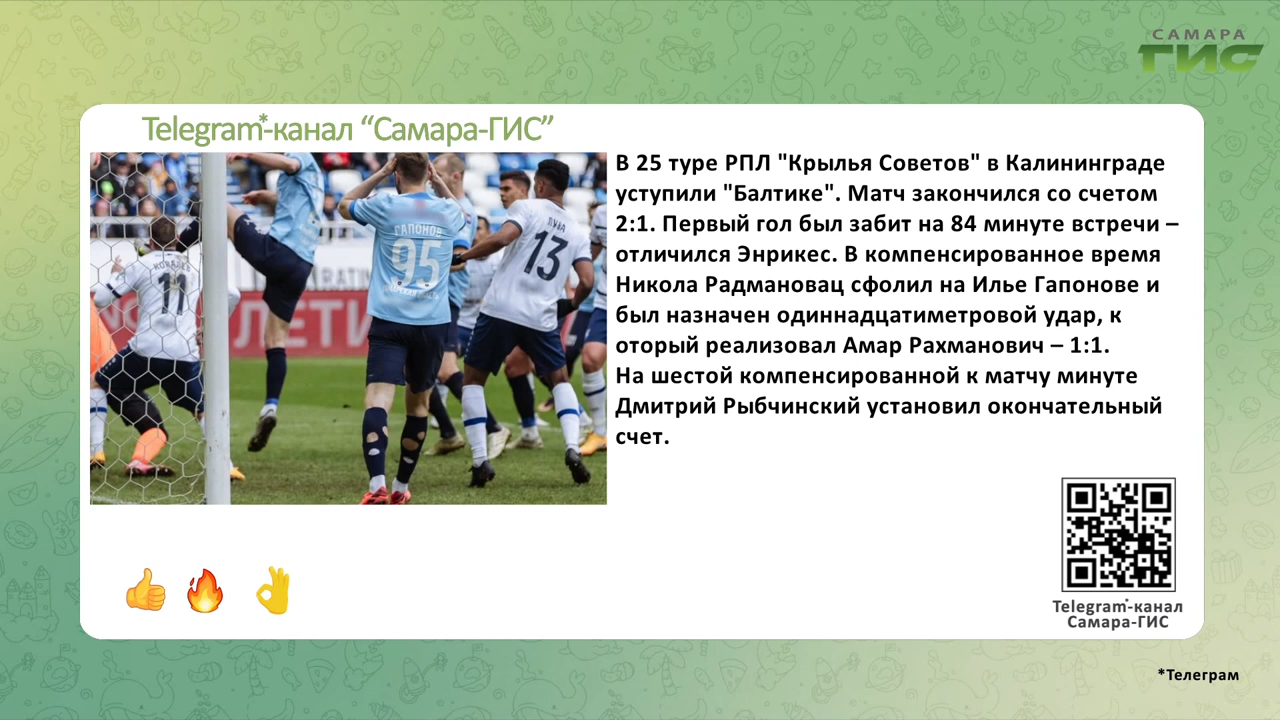 САМАРА
ГИС
Telegram*-канал “Самара-ГИС”
В 25 туре РПЛ "Крылья Советов" в Калининграде
уступили "Балтике". Матч закончился со счетом
2:1. Первый гол был забит на 84 минуте встречи –
отличился Энрикес. В компенсированное время
Никола Радмановац сфолил на Илье Гапонове и
был назначен одиннадцатиметровой удар, к
оторый реализовал Амар Рахманович – 1:1.
На шестой компенсированной к матчу минуте
Дмитрий Рыбчинский установил окончательный
счет.
ГАПОНОВ
95
13
11
ЛЕТИ
Telegram*-канал
Самара-ГИС
*Телеграм